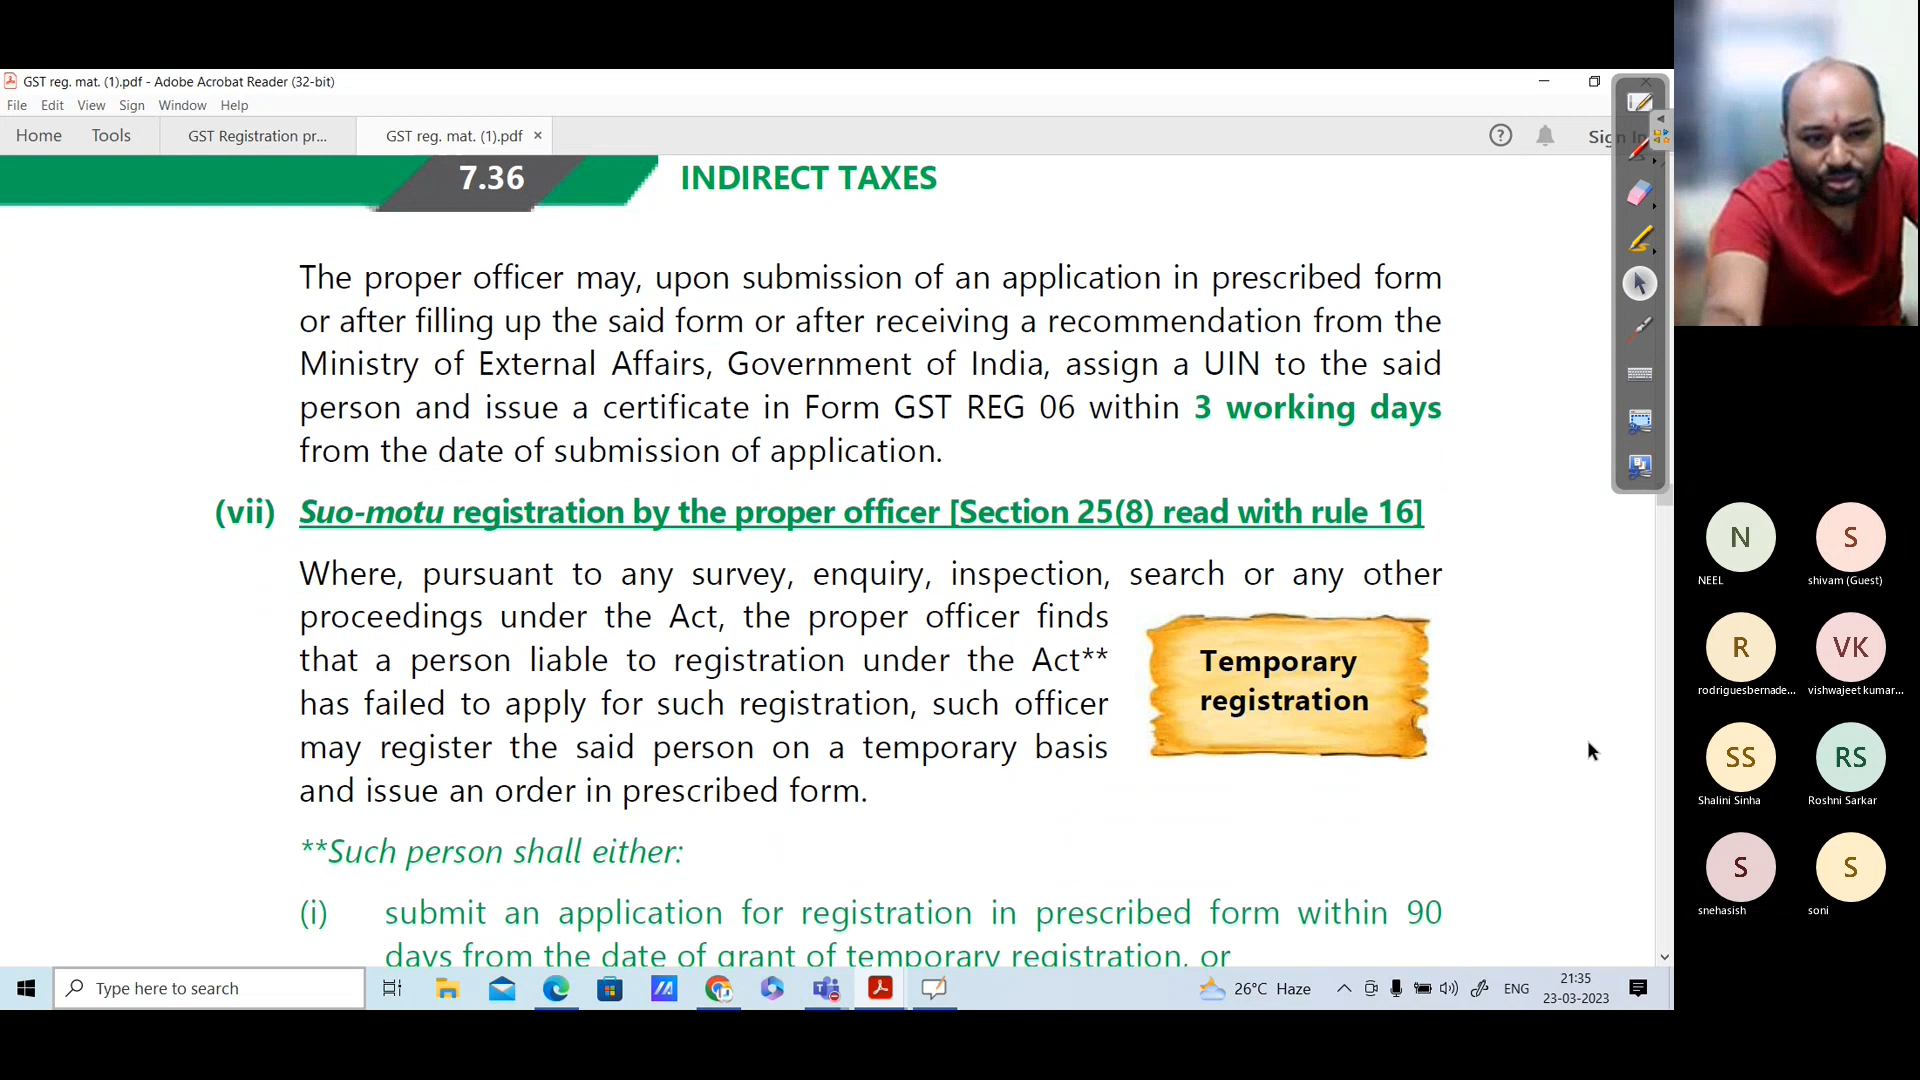 GST reg. mat. (1).pdf - Adobe Acrobat Reader (32-bit)
File Edit View Sign Window Help
Home Tools GST Registration pr... GST reg. mat. (1).pdf × Sign In
7.36 INDIRECT TAXES
The proper officer may, upon submission of an application in prescribed form
or after filling up the said form or after receiving a recommendation from the
Ministry of External Affairs, Government of India, assign a UIN to the said
person and issue a certificate in Form GST REG 06 within 3 working days
from the date of submission of application.
(vii) Suo-motu registration by the proper officer [Section 25(8) read with rule 16]
Where, pursuant to any survey, enquiry, inspection, search or any other
proceedings under the Act, the proper officer finds
that a person liable to registration under the Act**
has failed to apply for such registration, such officer
may register the said person on a temporary basis
and issue an order in prescribed form.
Temporary
registration
**Such person shall either:
(i) submit an application for registration in prescribed form within 90
days from the date of grant of temporary registration, or
Type here to search
26°C Haze
ENG
21:35
23-03-2023
N
NEEL
S
shivam (Guest)
R
rodriguesbernade...
VK
vishwajeet kumar...
SS
Shalini Sinha
RS
Roshni Sarkar
S
snehasish
S
soni